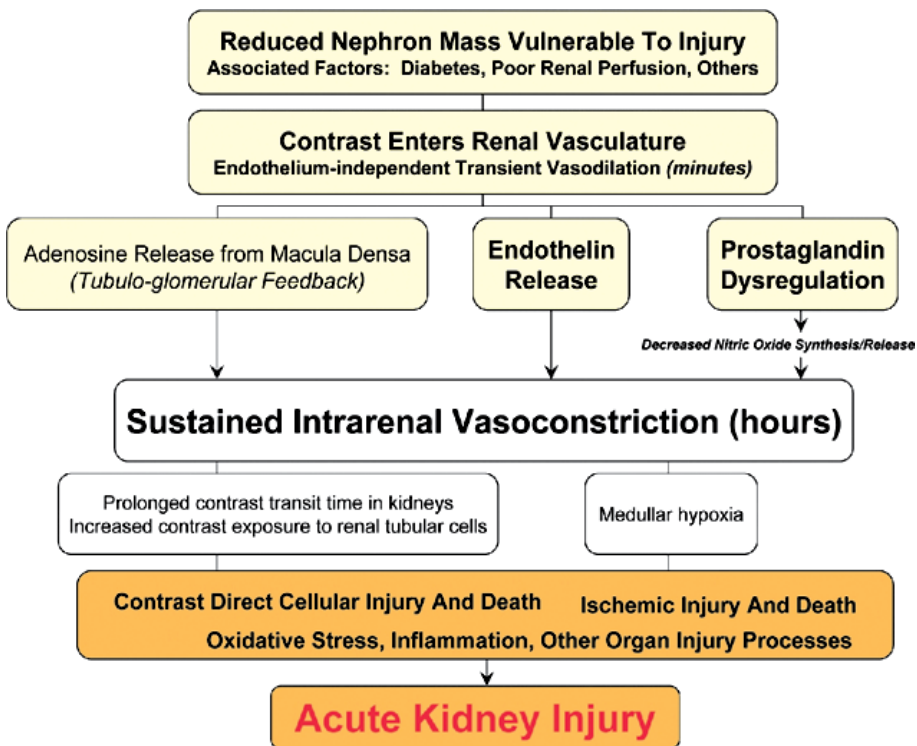 Reduced Nephron Mass Vulnerable To Injury
Associated Factors: Diabetes, Poor Renal Perfusion, Others
Contrast Enters Renal Vasculature
Endothelium-independent Transient Vasodilation (minutes)
Adenosine Release from Macula Densa
(Tubulo-glomerular Feedback)
Endothelin
Release
Prostaglandin
Dysregulation
Decreased Nitric Oxide Synthesis/Release
Sustained Intrarenal Vasoconstriction (hours)
Prolonged contrast transit time in kidneys
Increased contrast exposure to renal tubular cells
Medullar hypoxia
Contrast Direct Cellular Injury And Death
Ischemic Injury And Death
Oxidative Stress, Inflammation, Other Organ Injury Processes
Acute Kidney Injury